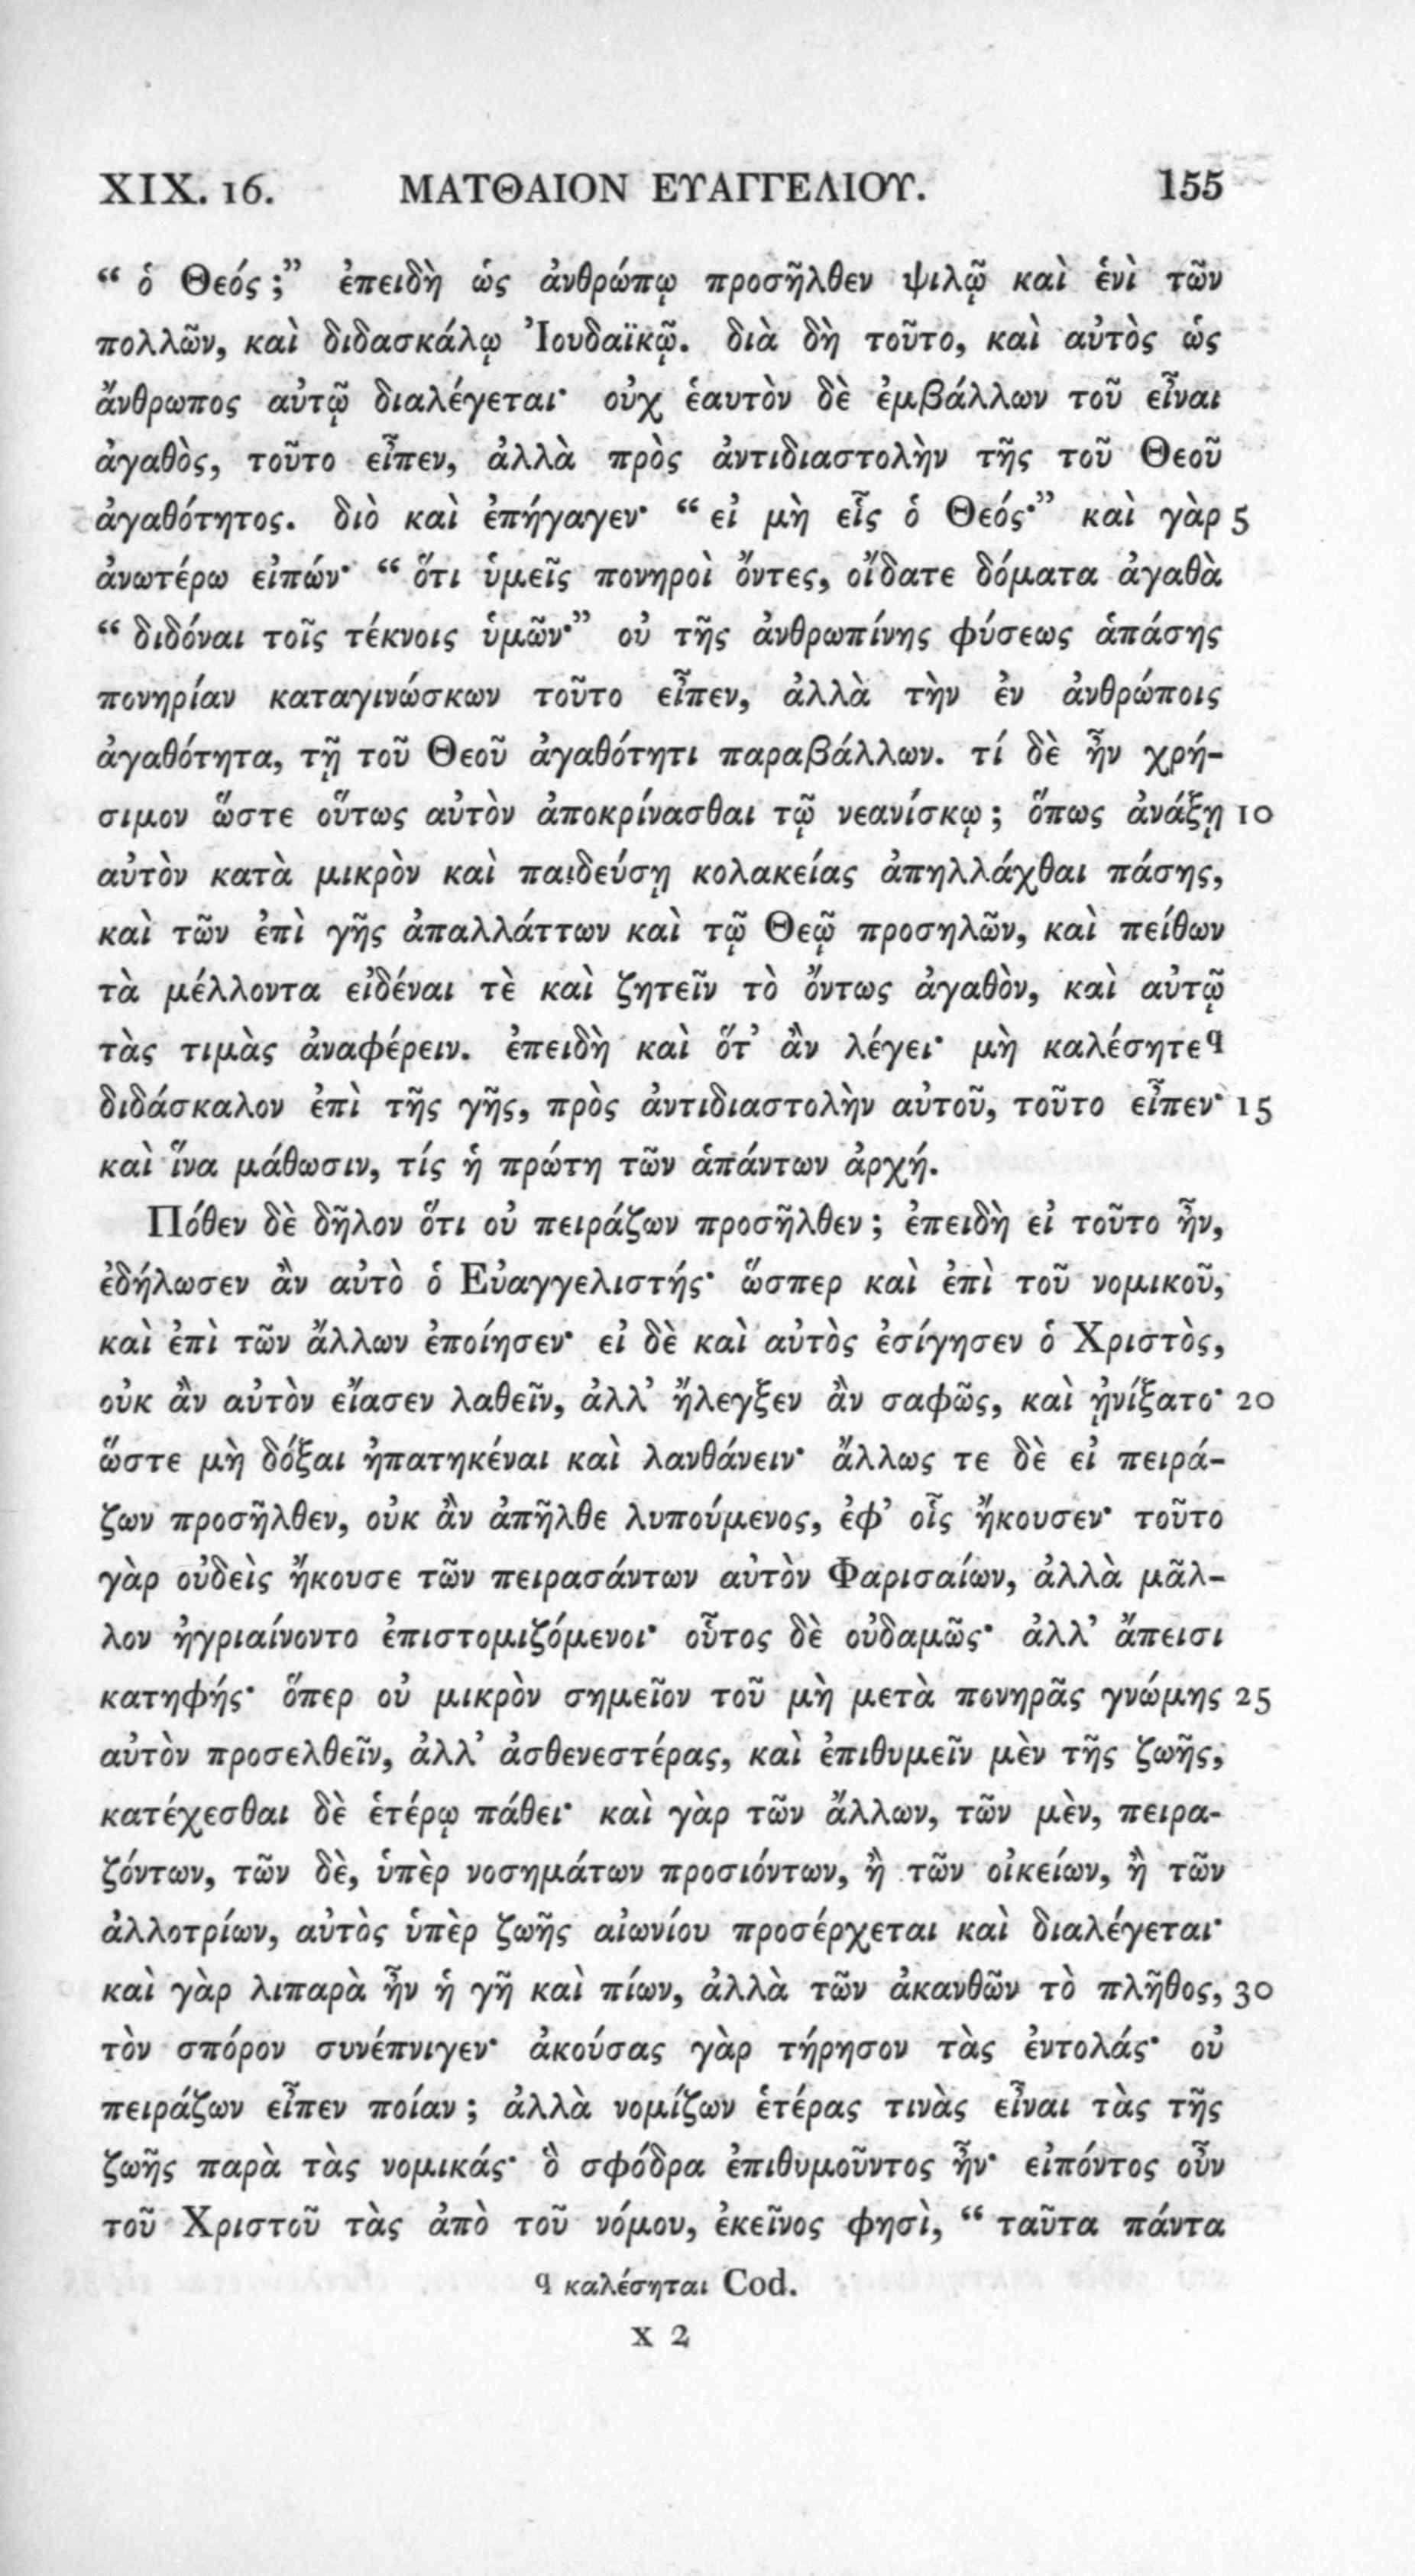 XIX. 16. ΜΑΤΘΑΙΟΝ ΕΥΑΓΓΕΛΙΟΥ. 155
“ ὁ Θεός ;” ἐπειδὴ ὡς ἀνθρώπῳ προσῆλθεν ψιλῷ καὶ ἑνὶ τῶν
πολλῶν, καὶ διδασκάλῳ Ἰουδαϊκῷ. διὰ δὴ τοῦτο, καὶ αὐτὸς ὡς
ἄνθρωπος αὐτῷ διαλέγεται· οὐχ ἑαυτὸν δὲ ἐμβάλλων τοῦ εἶναι
ἀγαθὸς, τοῦτο εἶπεν, ἀλλὰ πρὸς ἀντιδιαστολὴν τῆς τοῦ Θεοῦ
ἀγαθότητος. διὸ καὶ ἐπήγαγεν· “ εἰ μὴ εἷς ὁ Θεός·” καὶ γὰρ 5
ἀνωτέρω εἰπών· “ ὅτι ὑμεῖς πονηροὶ ὄντες, οἴδατε δόματα ἀγαθὰ
“ διδόναι τοῖς τέκνοις ὑμῶν·” οὐ τῆς ἀνθρωπίνης φύσεως ἁπάσης
πονηρίαν καταγινώσκων τοῦτο εἶπεν, ἀλλὰ τὴν ἐν ἀνθρώποις
ἀγαθότητα, τῇ τοῦ Θεοῦ ἀγαθότητι παραβάλλων. τί δὲ ἦν χρή-
σιμον ὥστε οὕτως αὐτὸν ἀποκρίνασθαι τῷ νεανίσκῳ ; ὅπως ἀνάξῃ 10
αὐτὸν κατὰ μικρὸν καὶ παιδεύσῃ κολακείας ἀπηλλάχθαι πάσης,
καὶ τῶν ἐπὶ γῆς ἀπαλλάττων καὶ τῷ Θεῷ προσηλῶν, καὶ πείθων
τὰ μέλλοντα εἰδέναι τὲ καὶ ζητεῖν τὸ ὄντως ἀγαθὸν, καὶ αὐτῷ
τὰς τιμὰς ἀναφέρειν. ἐπειδὴ καὶ ὅτ’ ἂν λέγει· μὴ καλέσητε q
διδάσκαλον ἐπὶ τῆς γῆς, πρὸς ἀντιδιαστολὴν αὐτοῦ, τοῦτο εἶπεν· 15
καὶ ἵνα μάθωσιν, τίς ἡ πρώτη τῶν ἁπάντων ἀρχή.
Πόθεν δὲ δῆλον ὅτι οὐ πειράζων προσῆλθεν ; ἐπειδὴ εἰ τοῦτο ἦν,
ἐδήλωσεν ἂν αὐτὸ ὁ Εὐαγγελιστής· ὥσπερ καὶ ἐπὶ τοῦ νομικοῦ,
καὶ ἐπὶ τῶν ἄλλων ἐποίησεν· εἰ δὲ καὶ αὐτὸς ἐσίγησεν ὁ Χριστὸς,
οὐκ ἂν αὐτὸν εἴασεν λαθεῖν, ἀλλ’ ἤλεγξεν ἂν σαφῶς, καὶ ᾐνίξατο· 20
ὥστε μὴ δόξαι ἠπατηκέναι καὶ λανθάνειν· ἄλλως τε δὲ εἰ πειρά-
ζων προσῆλθεν, οὐκ ἂν ἀπῆλθε λυπούμενος, ἐφ’ οἷς ἤκουσεν· τοῦτο
γὰρ οὐδεὶς ἤκουσε τῶν πειρασάντων αὐτὸν Φαρισαίων, ἀλλὰ μᾶλ-
λον ἠγριαίνοντο ἐπιστομιζόμενοι· οὗτος δὲ οὐδαμῶς· ἀλλ’ ἄπεισι
κατηφής· ὅπερ οὐ μικρὸν σημεῖον τοῦ μὴ μετὰ πονηρᾶς γνώμης 25
αὐτὸν προσελθεῖν, ἀλλ’ ἀσθενεστέρας, καὶ ἐπιθυμεῖν μὲν τῆς ζωῆς,
κατέχεσθαι δὲ ἑτέρῳ πάθει· καὶ γὰρ τῶν ἄλλων, τῶν μὲν, πειρα-
ζόντων, τῶν δὲ, ὑπὲρ νοσημάτων προσιόντων, ἢ τῶν οἰκείων, ἢ τῶν
ἀλλοτρίων, αὐτὸς ὑπὲρ ζωῆς αἰωνίου προσέρχεται καὶ διαλέγεται·
καὶ γὰρ λιπαρὰ ἦν ἡ γῆ καὶ πίων, ἀλλὰ τῶν ἀκανθῶν τὸ πλῆθος, 30
τὸν σπόρον συνέπνιγεν· ἀκούσας γὰρ τήρησον τὰς ἐντολάς· οὐ
πειράζων εἶπεν ποίαν ; ἀλλὰ νομίζων ἑτέρας τινὰς εἶναι τὰς τῆς
ζωῆς παρὰ τὰς νομικάς· ὃ σφόδρα ἐπιθυμοῦντος ἦν· εἰπόντος οὖν
τοῦ Χριστοῦ τὰς ἀπὸ τοῦ νόμου, ἐκεῖνος φησὶ, “ ταῦτα πάντα
q καλέσηται Cod.
X 2